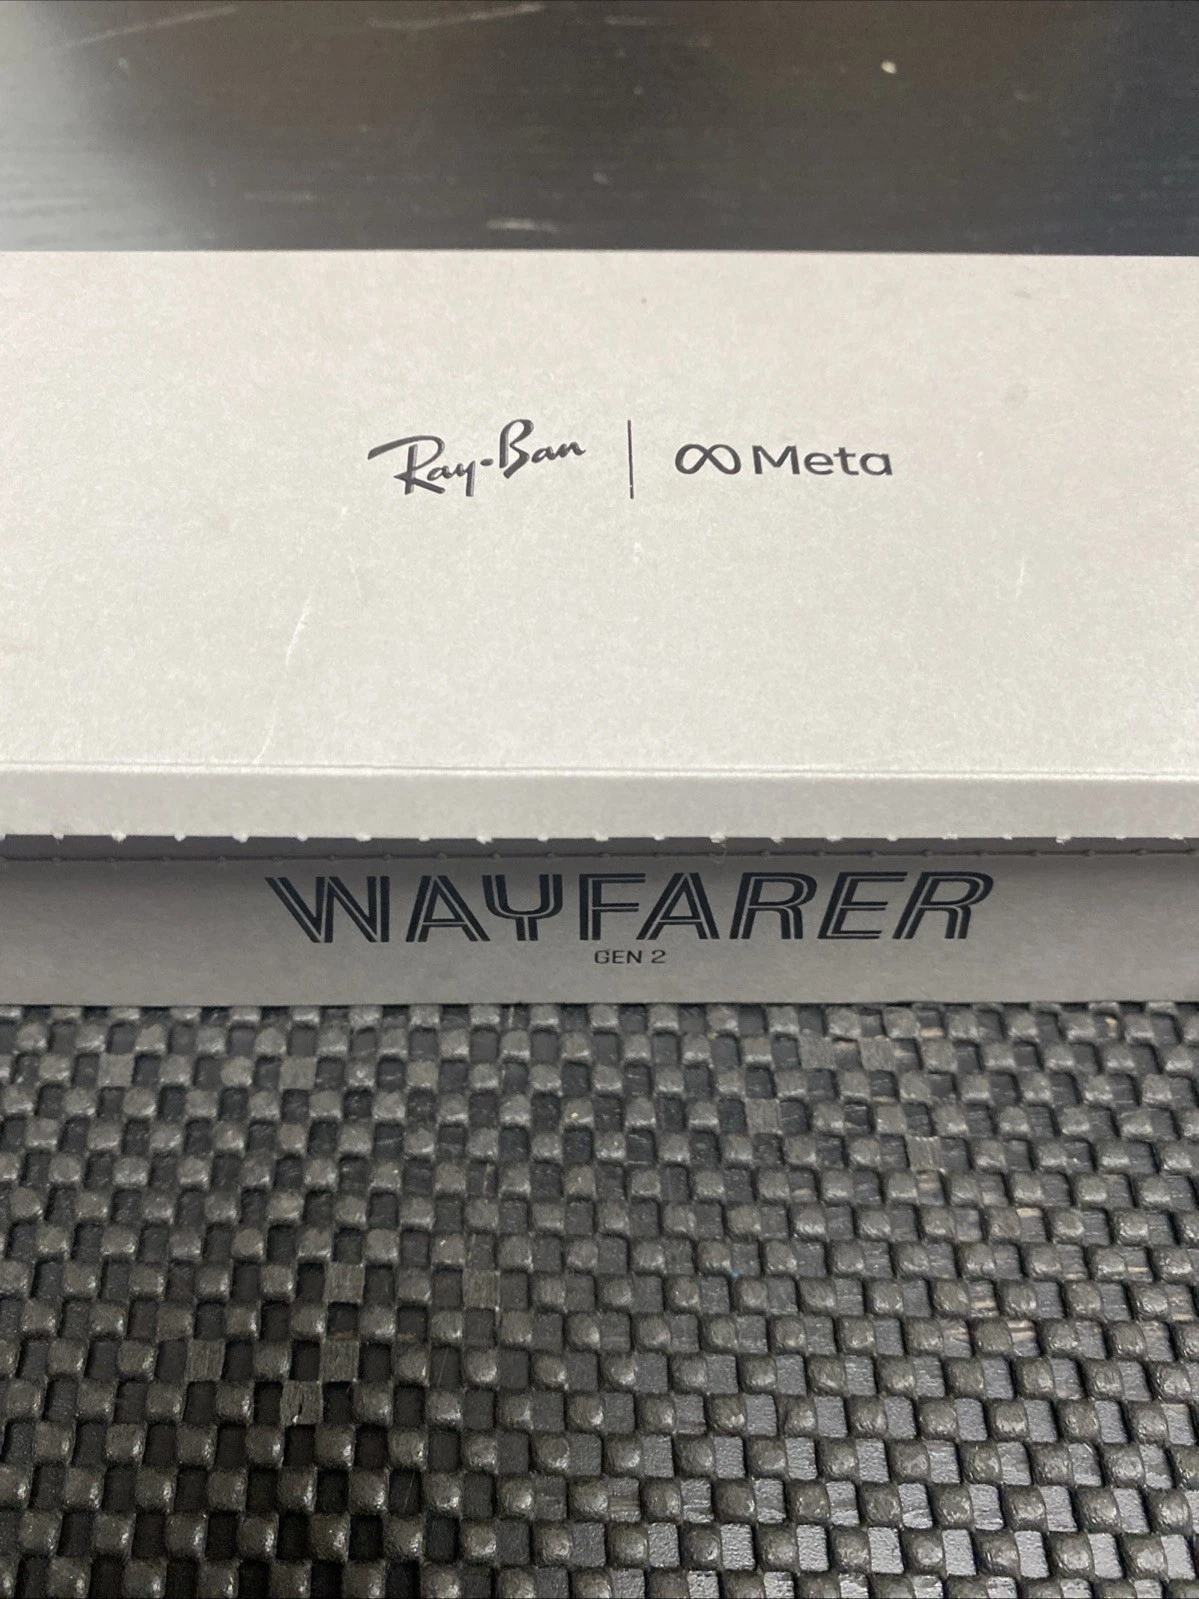 Ray-Ban | ∞ Meta
WAYFARER
GEN 2